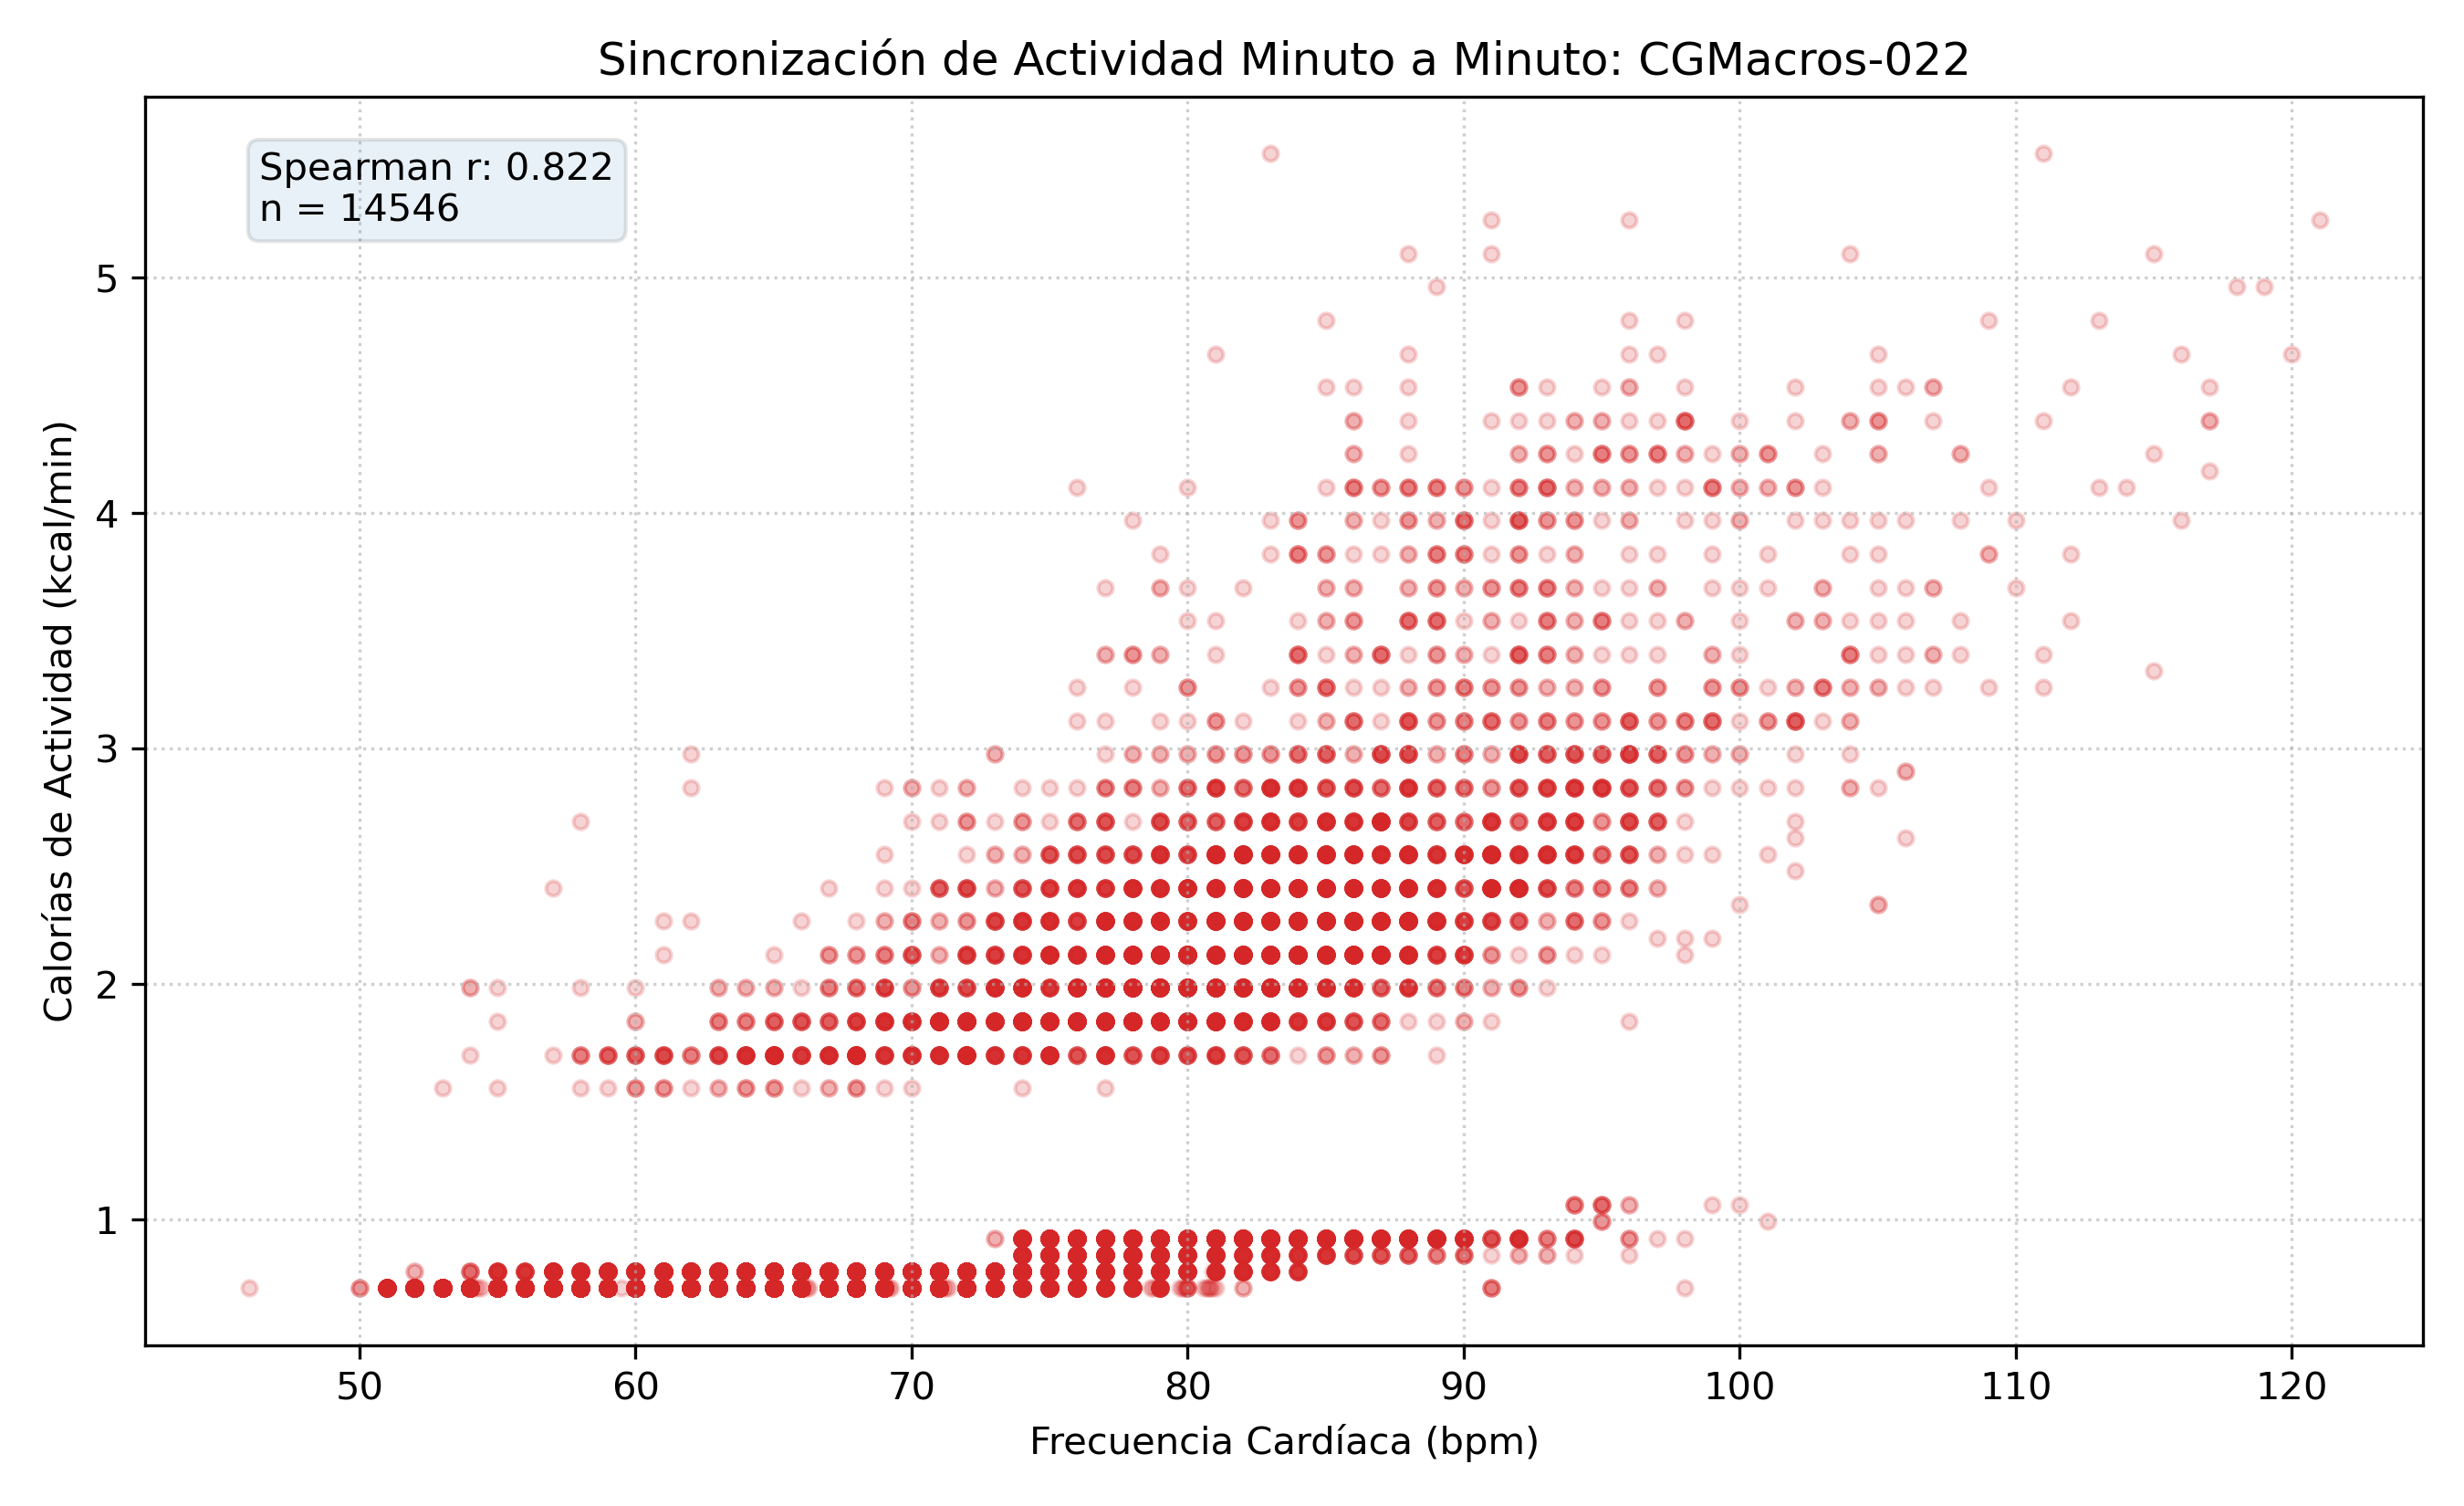 Sincronización de Actividad Minuto a Minuto: CGMacros-022
Spearman r: 0.822
n = 14546
Calorías de Actividad (kcal/min)
5
4
3
2
1
50 60 70 80 90 100 110 120
Frecuencia Cardíaca (bpm)